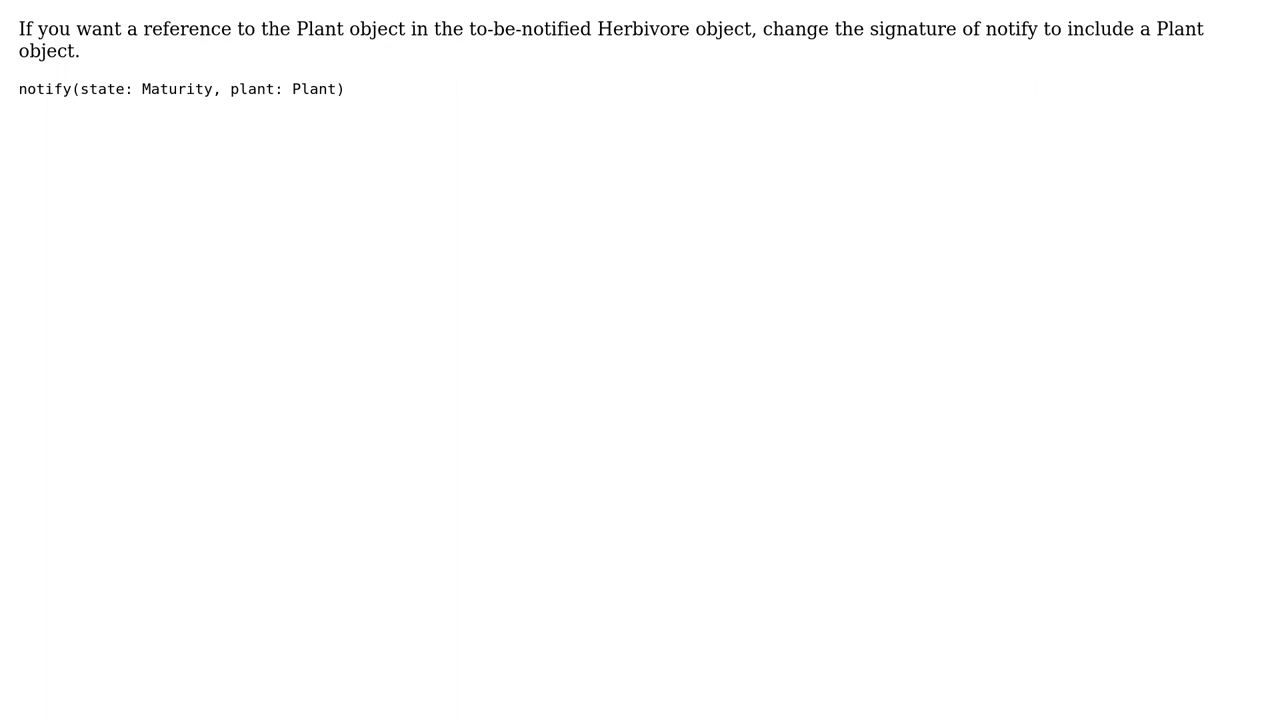 If you want a reference to the Plant object in the to-be-notified Herbivore object, change the signature of notify to include a Plant
object.
notify(state: Maturity, plant: Plant)